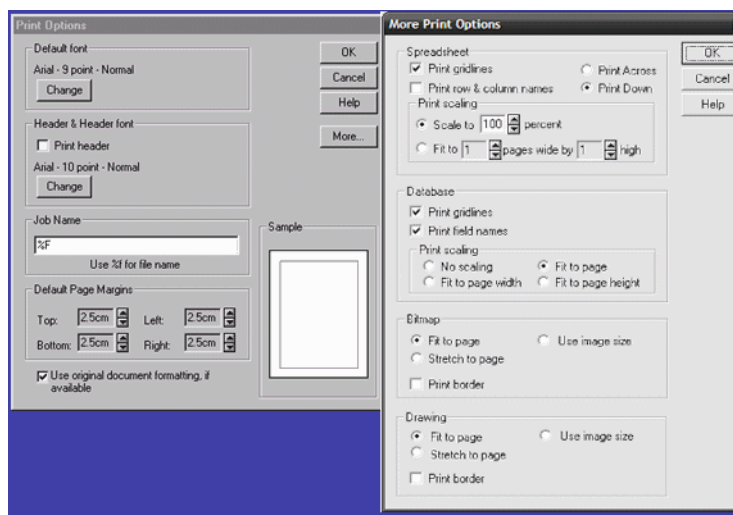 Print Options
Default font
Arial - 9 point - Normal
Change
Header & Header font
Print header
Arial - 10 point - Normal
Change
Job Name
%F
Use %f for file name
Default Page Margins
Top: 2.5cm Left: 2.5cm
Bottom: 2.5cm Right: 2.5cm
Use original document formatting, if
available
OK
Cancel
Help
More...
Sample
More Print Options
Spreadsheet
Print gridlines Print Across
Print row & column names Print Down
Print scaling
Scale to 100 percent
Fit to 1 pages wide by 1 high
Database
Print gridlines
Print field names
Print scaling
No scaling Fit to page
Fit to page width Fit to page height
Bitmap
Fit to page Use image size
Stretch to page
Print border
Drawing
Fit to page Use image size
Stretch to page
Print border
OK
Cancel
Help